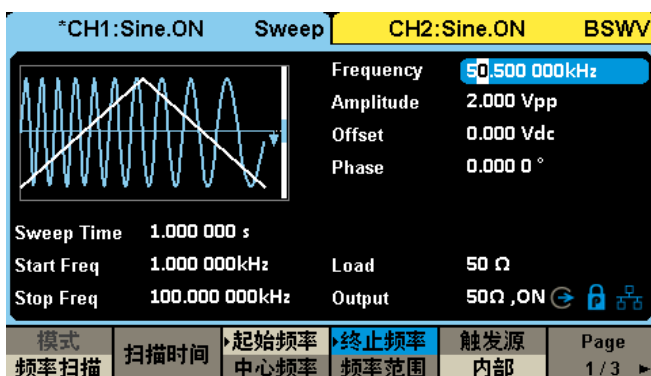 *CH1:Sine.ON Sweep CH2:Sine.ON BSWV
Frequency 50.500 000kHz
Amplitude 2.000 Vpp
Offset 0.000 Vdc
Phase 0.000 0 °
Sweep Time 1.000 000 s
Start Freq 1.000 000kHz Load 50 Ω
Stop Freq 100.000 000kHz Output 50Ω ,ON
模式 扫描时间 起始频率 终止频率 触发源 Page
频率扫描 中心频率 频率范围 内部 1/3